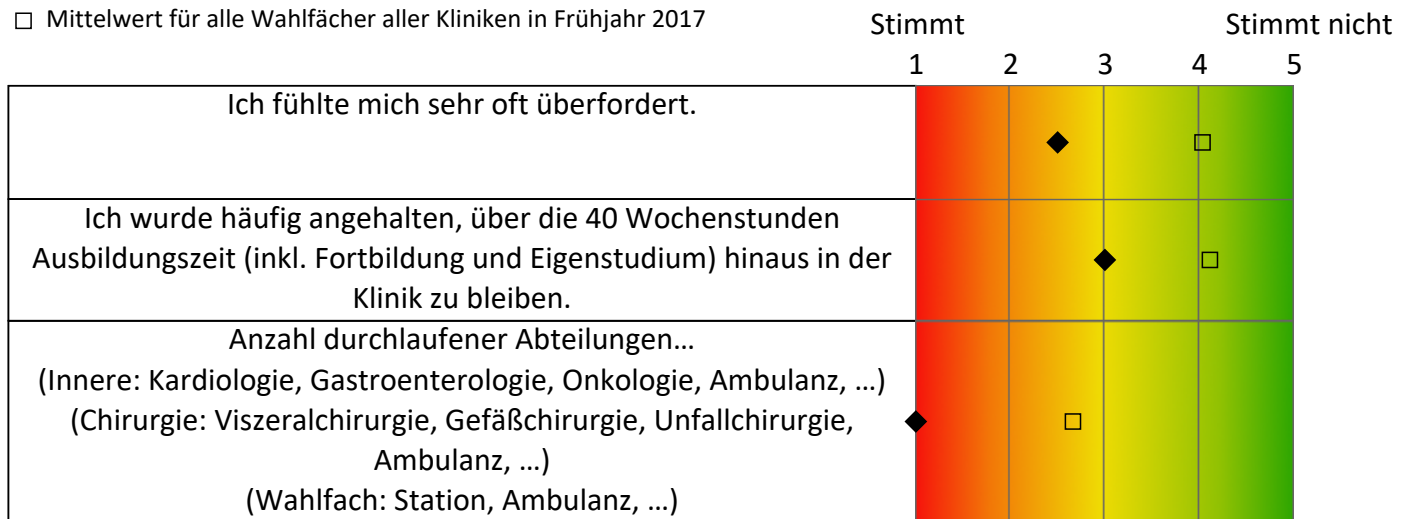 □ Mittelwert für alle Wahlfächer aller Kliniken in Frühjahr 2017
Stimmt Stimmt nicht
1 2 3 4 5
Ich fühlte mich sehr oft überfordert.
Ich wurde häufig angehalten, über die 40 Wochenstunden
Ausbildungszeit (inkl. Fortbildung und Eigenstudium) hinaus in der
Klinik zu bleiben.
Anzahl durchlaufener Abteilungen…
(Innere: Kardiologie, Gastroenterologie, Onkologie, Ambulanz, …)
(Chirurgie: Viszeralchirurgie, Gefäßchirurgie, Unfallchirurgie,
Ambulanz, …)
(Wahlfach: Station, Ambulanz, …)